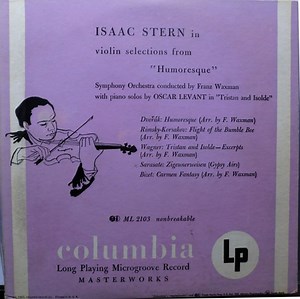 ISAAC STERN in
violin selections from
"Humoresque"
Symphony Orchestra conducted by Franz Waxman
with piano solos by OSCAR LEVANT in "Tristan and Isolde"
Dvořák: Humoresque (Arr. by F. Waxman)
Rimsky-Korsakov: Flight of the Bumble Bee
(Arr. by F. Waxman)
Wagner: Tristan and Isolde—Excerpts
(Arr. by F. Waxman)
Sarasate: Zigeunerweisen (Gypsy Airs)
Bizet: Carmen Fantasy (Arr. by F. Waxman)
ML 2103 nonbreakable
columbia
Lp
Long Playing Microgroove Record
MASTERWORKS